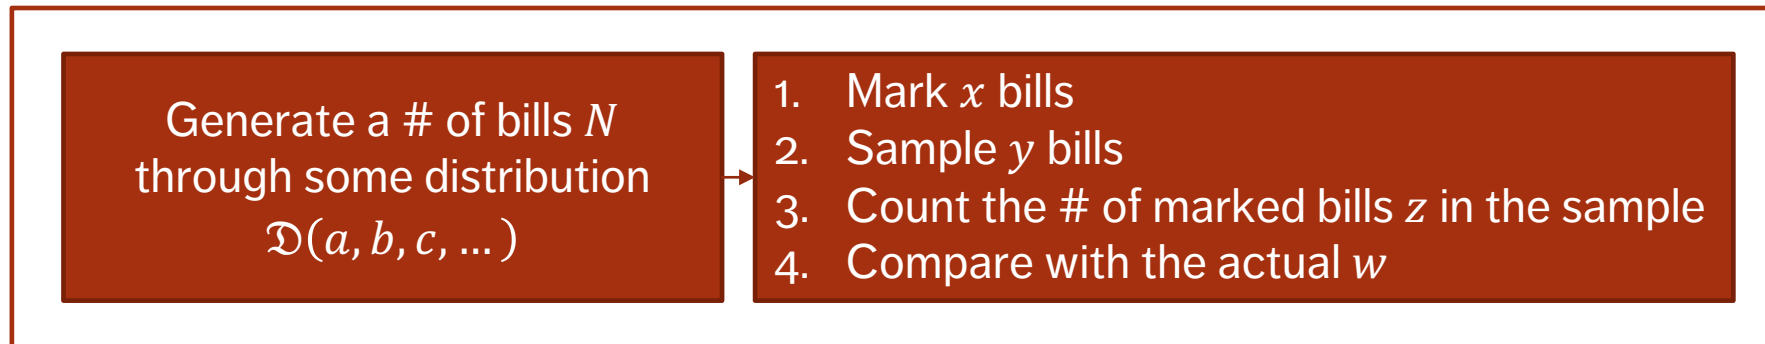 Generate a # of bills N
through some distribution
𝔇(a, b, c, … )
1. Mark x bills
2. Sample y bills
3. Count the # of marked bills z in the sample
4. Compare with the actual w